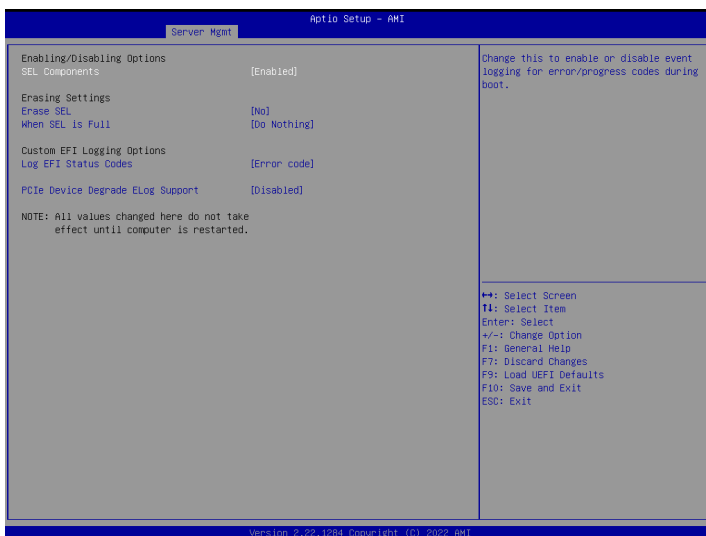 Aptio Setup – AMI
Server Mgmt
Enabling/Disabling Options
SEL Components [Enabled]
Erasing Settings
Erase SEL [No]
When SEL is Full [Do Nothing]
Custom EFI Logging Options
Log EFI Status Codes [Error code]
PCIe Device Degrade ELog Support [Disabled]
NOTE: All values changed here do not take
effect until computer is restarted.
Change this to enable or disable event
logging for error/progress codes during
boot.
↔: Select Screen
↑↓: Select Item
Enter: Select
+/-: Change Option
F1: General Help
F7: Discard Changes
F9: Load UEFI Defaults
F10: Save and Exit
ESC: Exit
Version 2.22.1284 Copyright (C) 2022 AMI